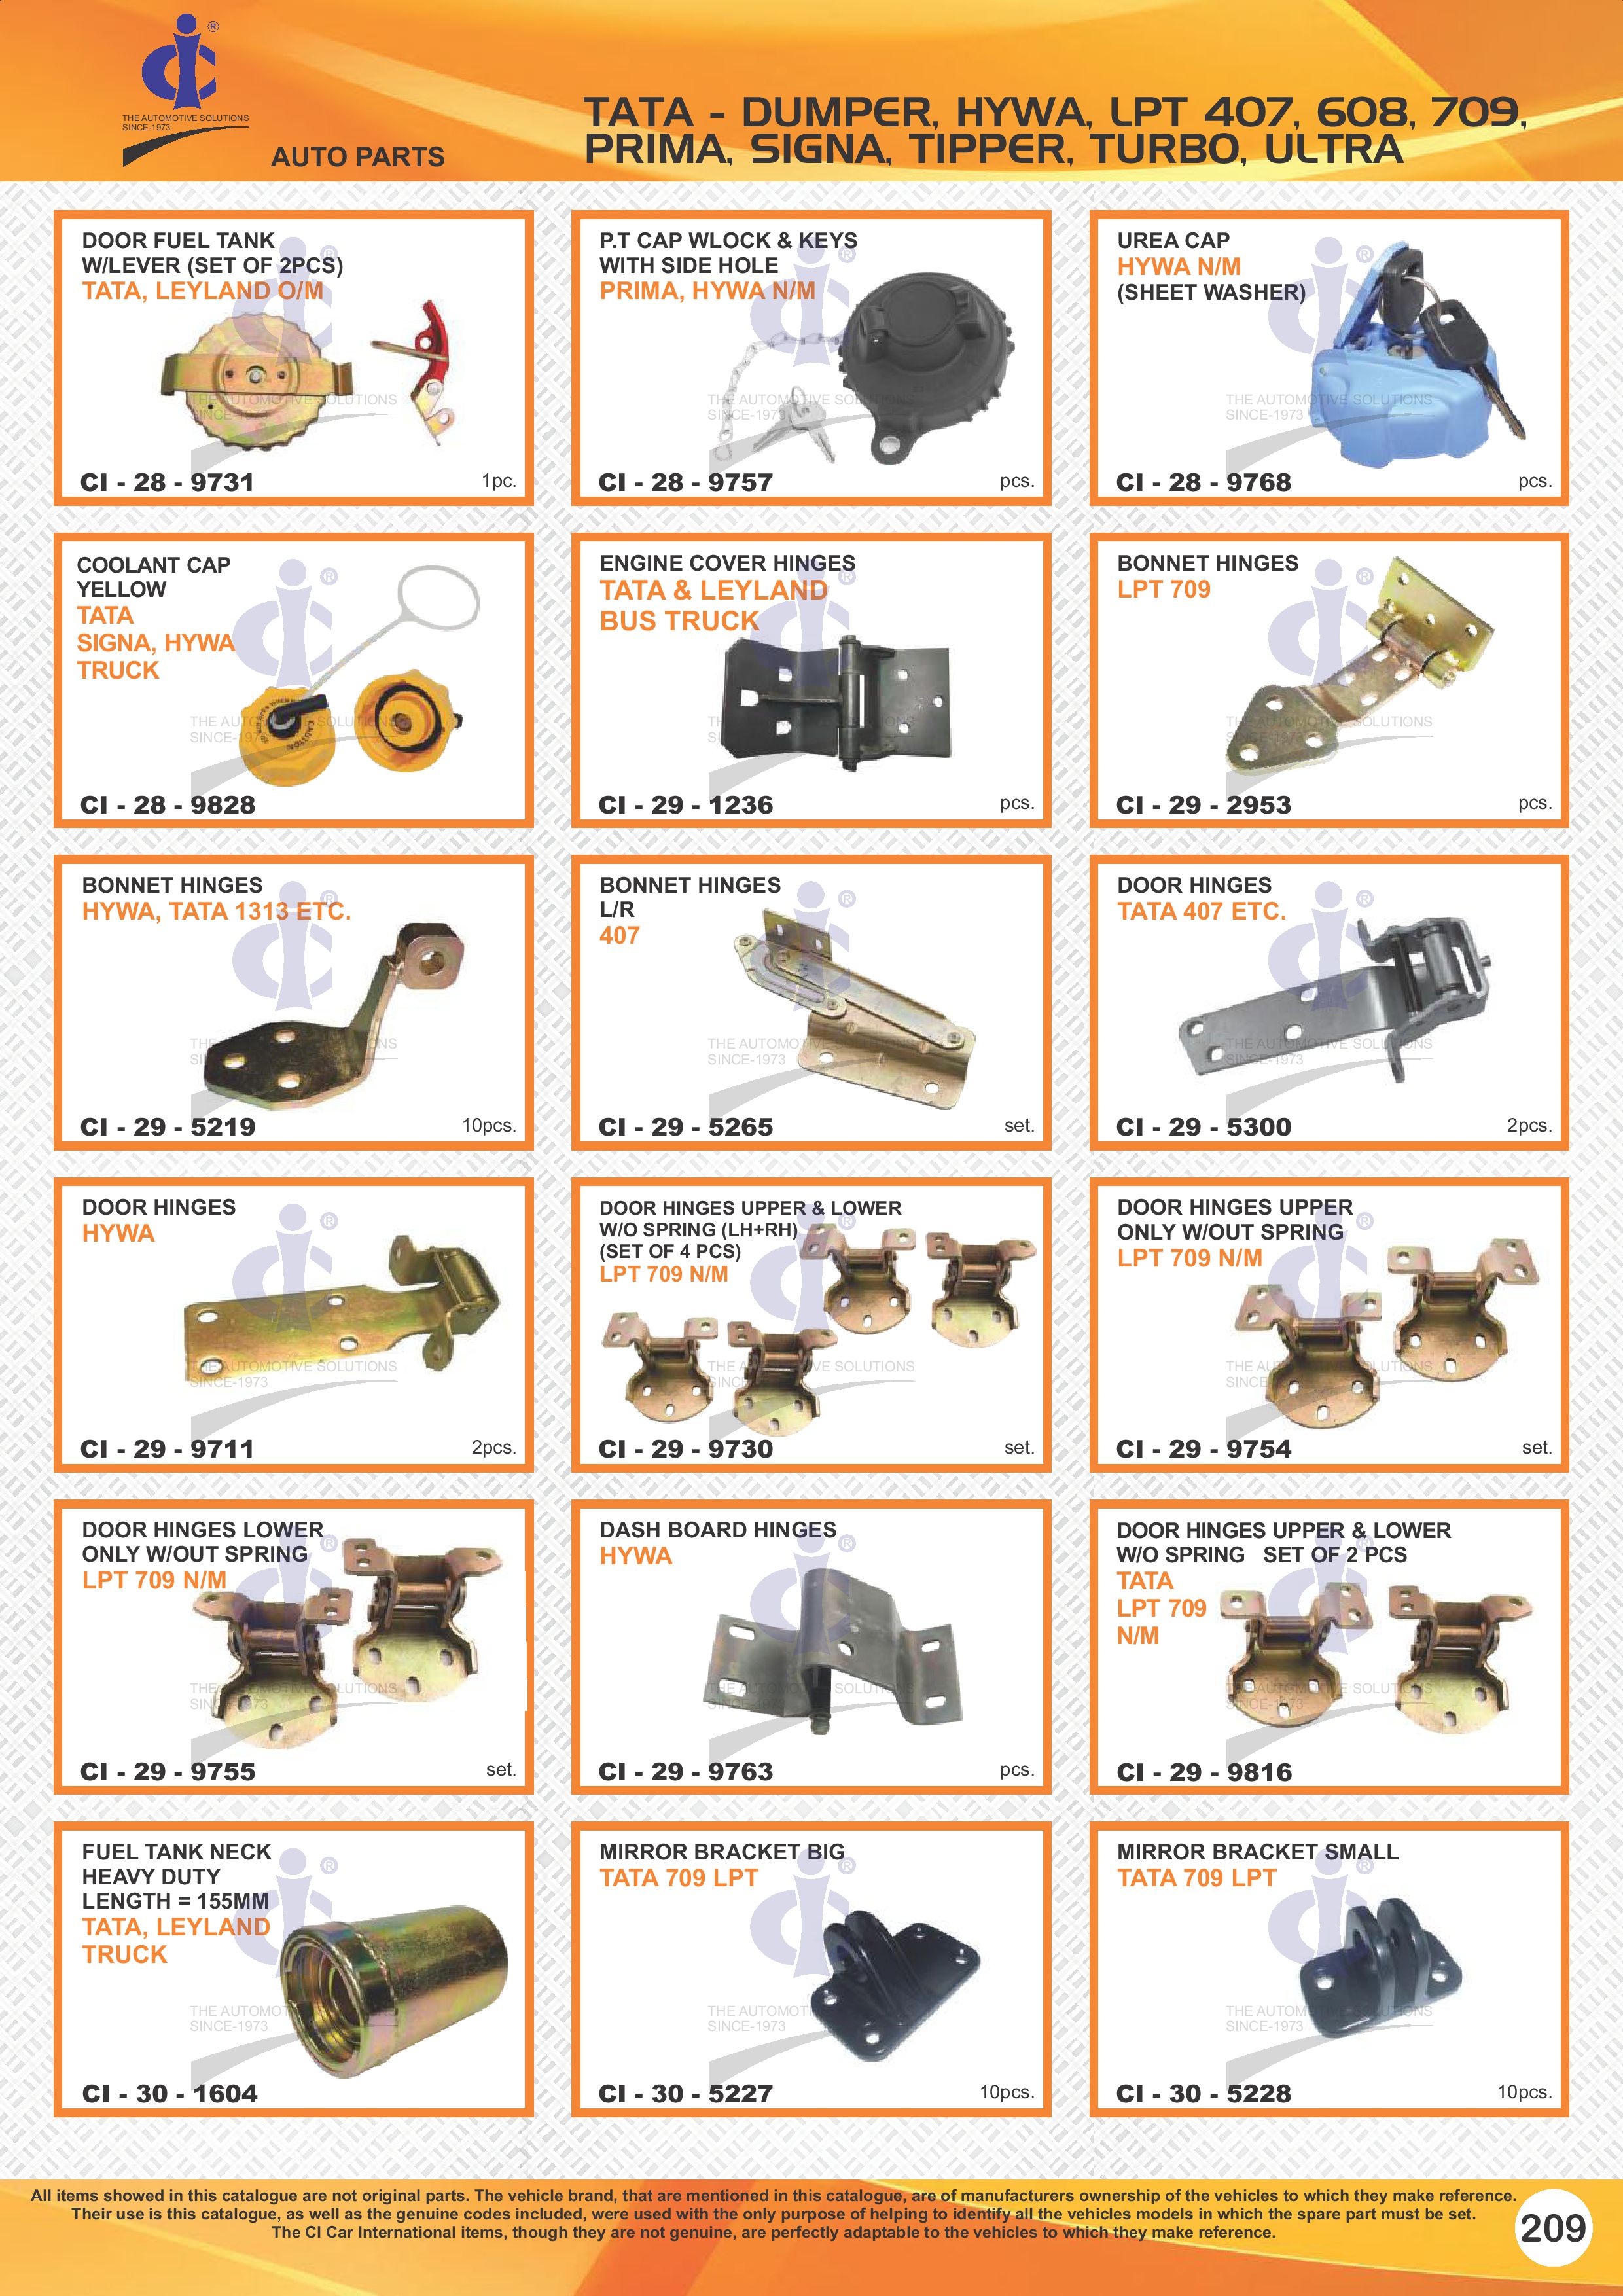 ®
THE AUTOMOTIVE SOLUTIONS
SINCE-1973
AUTO PARTS
TATA - DUMPER, HYWA, LPT 407, 608, 709,
PRIMA, SIGNA, TIPPER, TURBO, ULTRA
DOOR FUEL TANK
W/LEVER (SET OF 2PCS)
TATA, LEYLAND O/M
CI - 28 - 9731
1pc.
P.T CAP WLOCK & KEYS
WITH SIDE HOLE
PRIMA, HYWA N/M
CI - 28 - 9757
pcs.
UREA CAP
HYWA N/M
(SHEET WASHER)
CI - 28 - 9768
pcs.
COOLANT CAP
YELLOW
TATA
SIGNA, HYWA
TRUCK
CAUTION
CI - 28 - 9828
ENGINE COVER HINGES
TATA & LEYLAND
BUS TRUCK
CI - 29 - 1236
pcs.
BONNET HINGES
LPT 709
CI - 29 - 2953
pcs.
BONNET HINGES
HYWA, TATA 1313 ETC.
CI - 29 - 5219
10pcs.
BONNET HINGES
L/R
407
CI - 29 - 5265
set.
DOOR HINGES
TATA 407 ETC.
CI - 29 - 5300
2pcs.
DOOR HINGES
HYWA
CI - 29 - 9711
2pcs.
DOOR HINGES UPPER & LOWER
W/O SPRING (LH+RH)
(SET OF 4 PCS)
LPT 709 N/M
CI - 29 - 9730
set.
DOOR HINGES UPPER
ONLY W/OUT SPRING
LPT 709 N/M
CI - 29 - 9754
set.
DOOR HINGES LOWER
ONLY W/OUT SPRING
LPT 709 N/M
CI - 29 - 9755
set.
DASH BOARD HINGES
HYWA
CI - 29 - 9763
pcs.
DOOR HINGES UPPER & LOWER
W/O SPRING SET OF 2 PCS
TATA
LPT 709
N/M
CI - 29 - 9816
FUEL TANK NECK
HEAVY DUTY
LENGTH = 155MM
TATA, LEYLAND
TRUCK
CI - 30 - 1604
MIRROR BRACKET BIG
TATA 709 LPT
CI - 30 - 5227
10pcs.
MIRROR BRACKET SMALL
TATA 709 LPT
CI - 30 - 5228
10pcs.
All items showed in this catalogue are not original parts. The vehicle brand, that are mentioned in this catalogue, are of manufacturers ownership of the vehicles to which they make reference.
Their use is this catalogue, as well as the genuine codes included, were used with the only purpose of helping to identify all the vehicles models in which the spare part must be set.
The CI Car International items, though they are not genuine, are perfectly adaptable to the vehicles to which they make reference.
209